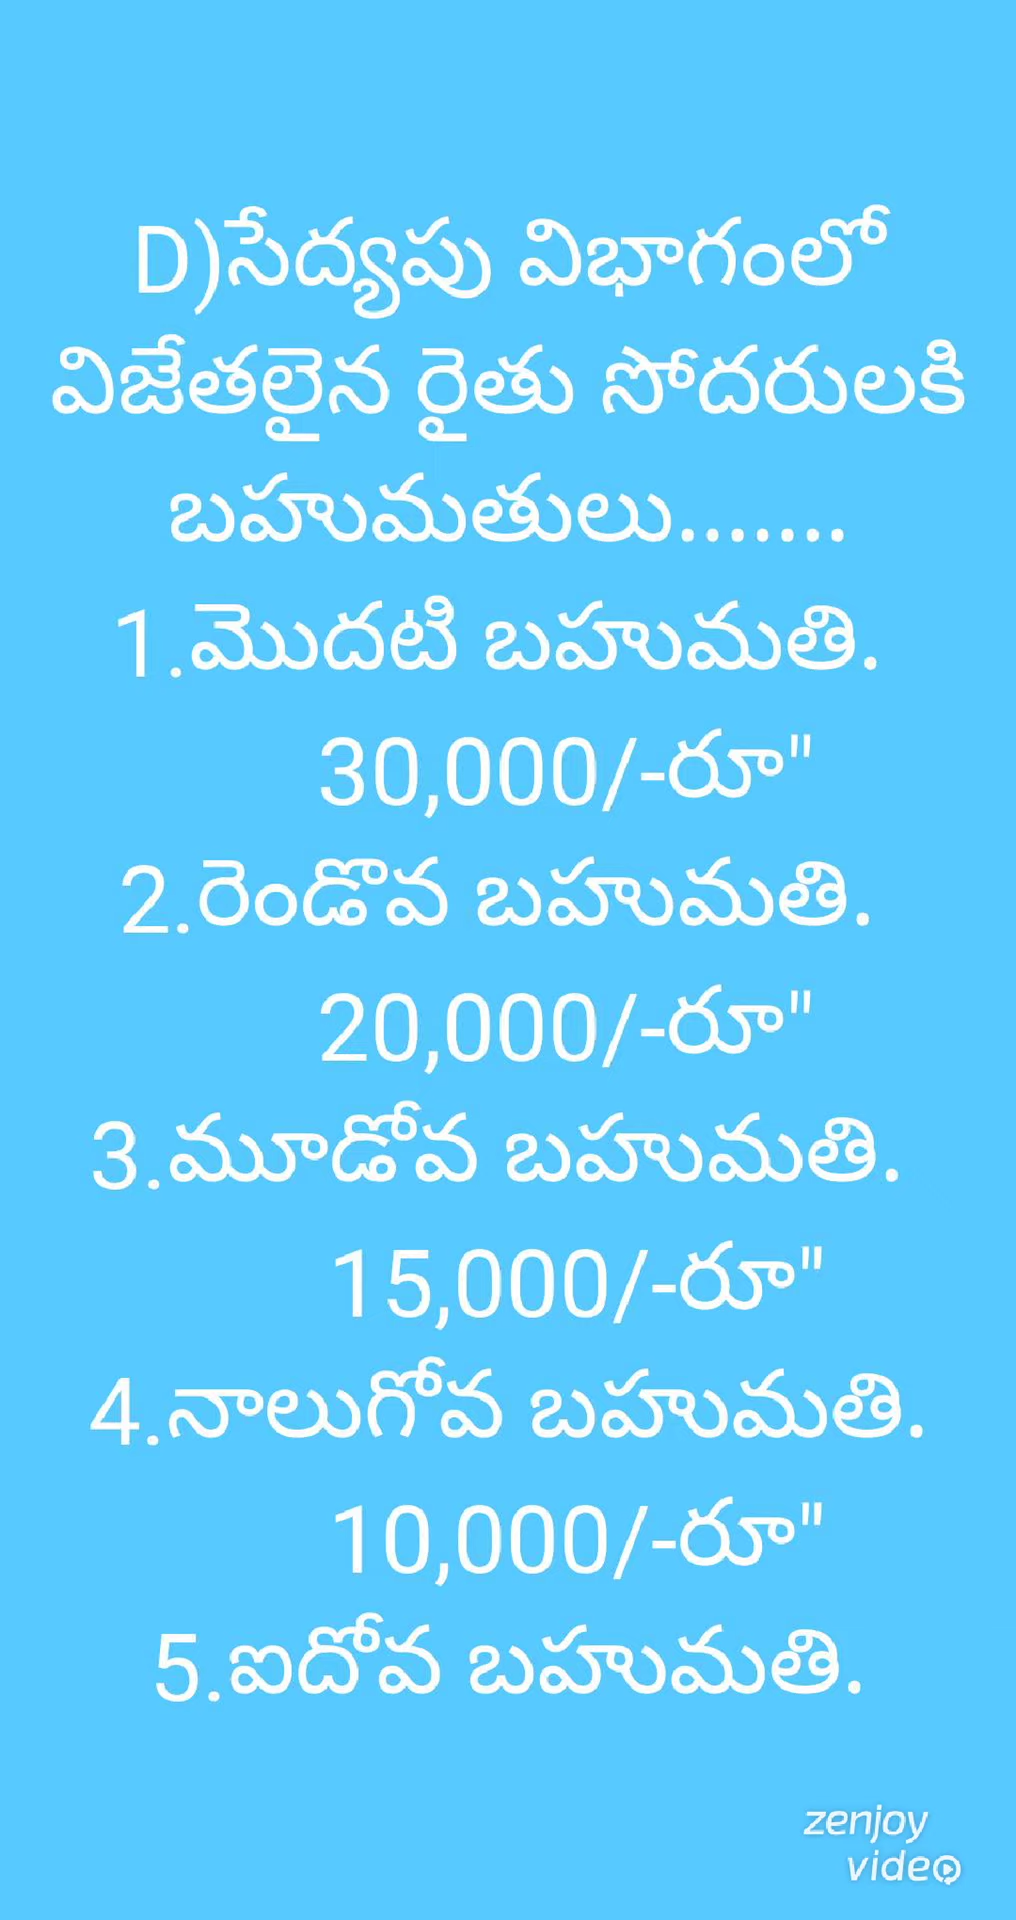 D)సేద్యపు విభాగంలో
విజేతలైన రైతు సోదరులకి
బహుమతులు.......
1.మొదటి బహుమతి.
30,000/-రూ"
2.రెండొవ బహుమతి.
20,000/-రూ"
3.మూడోవ బహుమతి.
15,000/-రూ"
4.నాలుగోవ బహుమతి.
10,000/-రూ"
5.ఐదోవ బహుమతి.
zenjoy
video